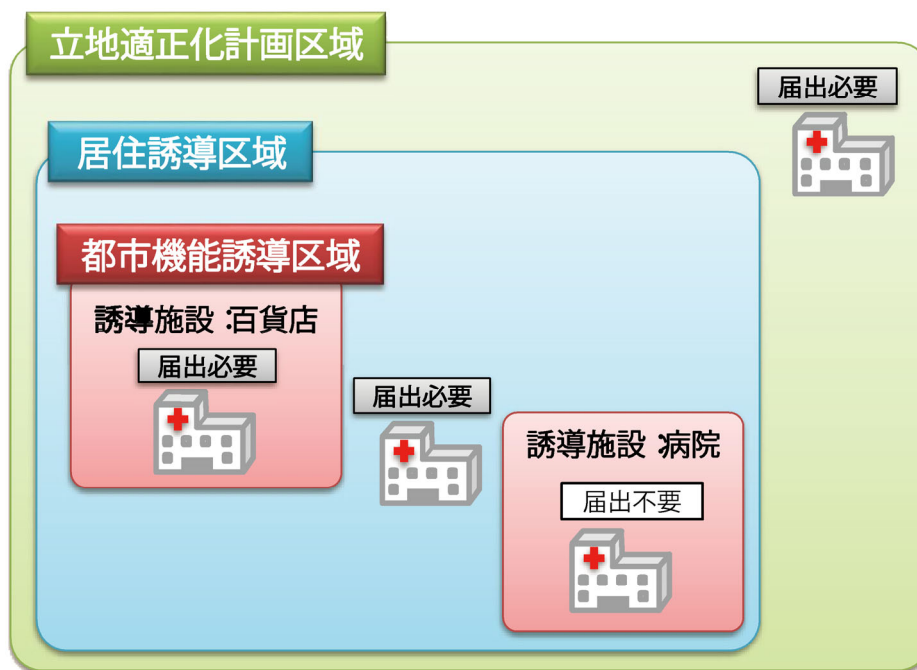 立地適正化計画区域
届出必要
居住誘導区域
都市機能誘導区域
誘導施設:百貨店
届出必要
届出必要
誘導施設:病院
届出不要